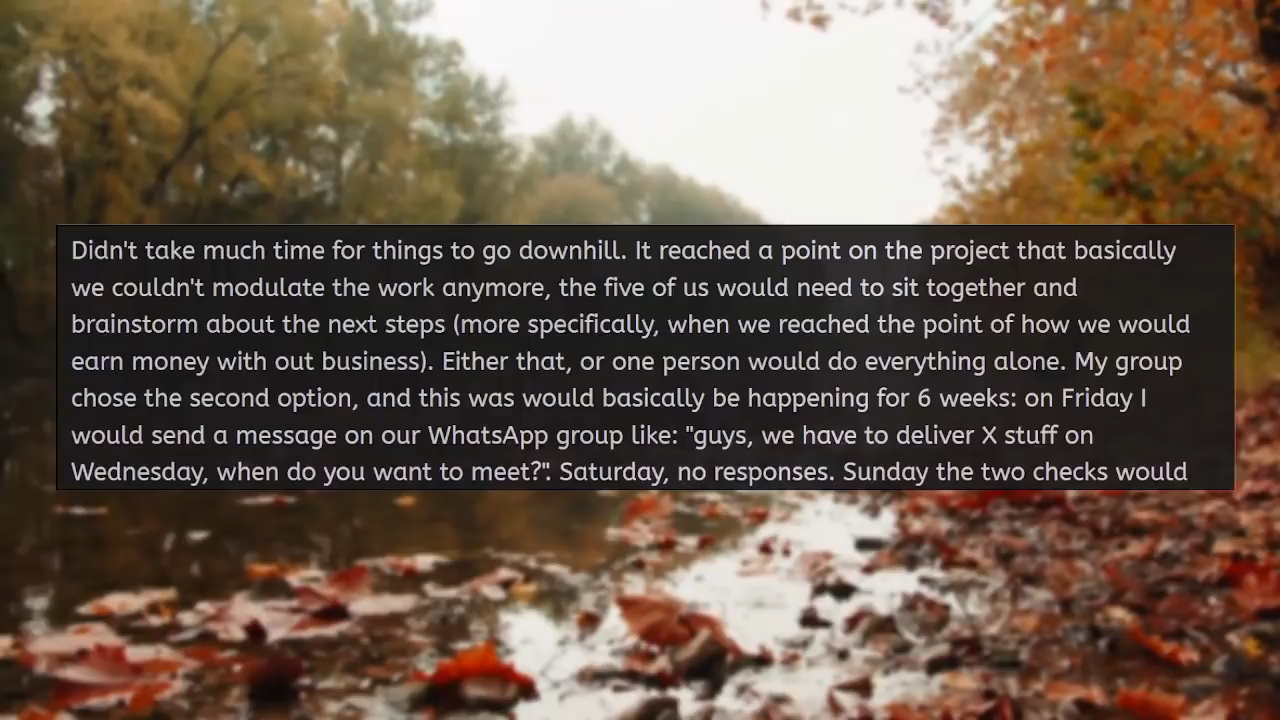 Didn't take much time for things to go downhill. It reached a point on the project that basically
we couldn't modulate the work anymore, the five of us would need to sit together and
brainstorm about the next steps (more specifically, when we reached the point of how we would
earn money with out business). Either that, or one person would do everything alone. My group
chose the second option, and this was would basically be happening for 6 weeks: on Friday I
would send a message on our WhatsApp group like: "guys, we have to deliver X stuff on
Wednesday, when do you want to meet?". Saturday, no responses. Sunday the two checks would